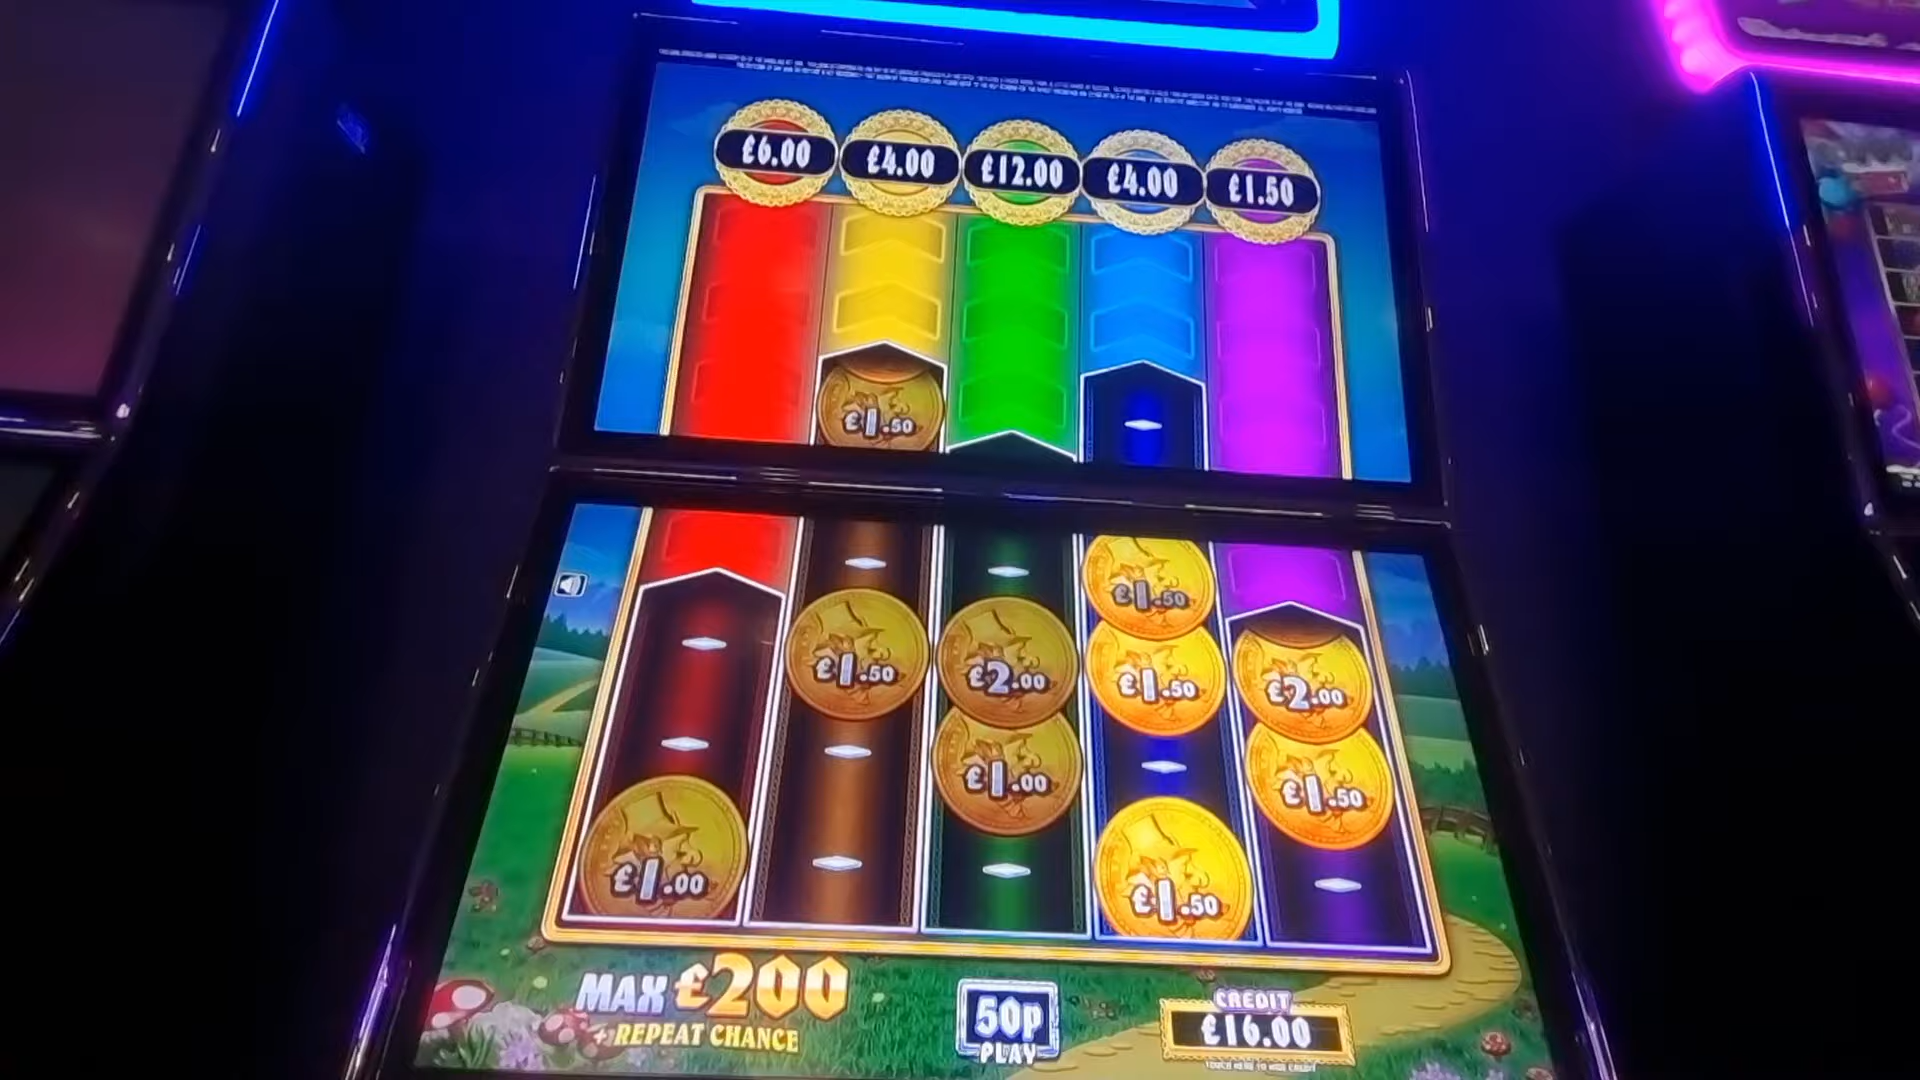 £6.00 £4.00 £12.00 £4.00 £1.50
£1.50
£1.50
£1.50 £2.00 £1.50 £2.00
£1.00 £1.50
£1.00 £1.50
MAX £200
+ REPEAT CHANCE
50p
PLAY
CREDIT
£16.00